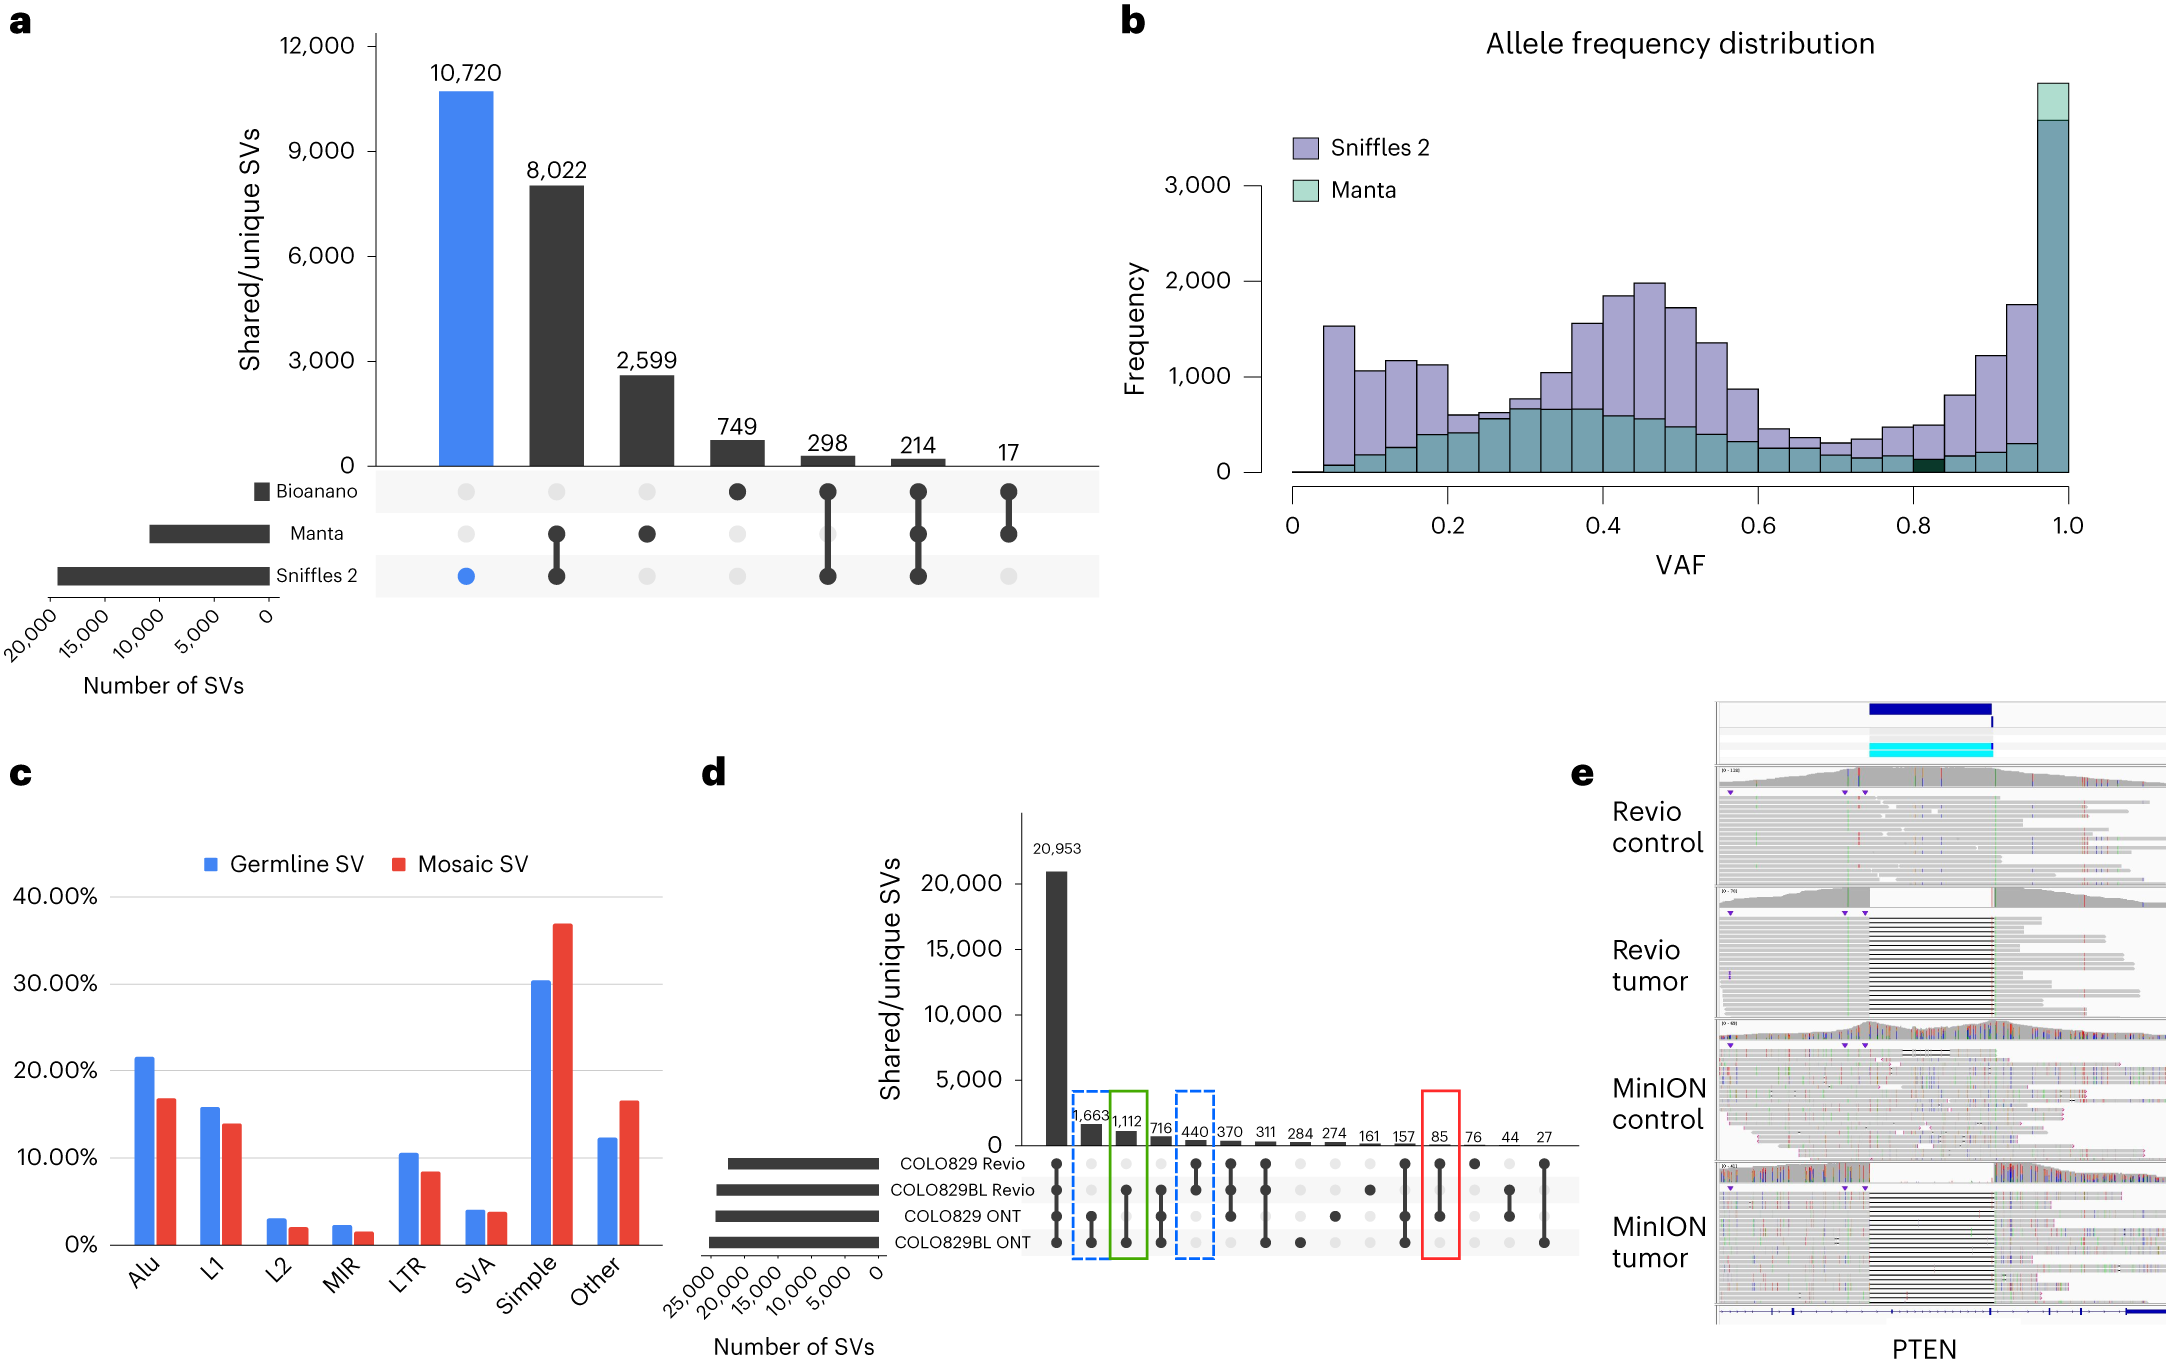 a
12,000
9,000
6,000
3,000
0
Shared/unique SVs
10,720
8,022
2,599
749
298
214
17
Bioanano
Manta
Sniffles 2
20,000
15,000
10,000
5,000
0
Number of SVs
b
Allele frequency distribution
Sniffles 2
Manta
3,000
2,000
1,000
0
Frequency
0
0.2
0.4
0.6
0.8
1.0
VAF
c
Germline SV
Mosaic SV
40.00%
30.00%
20.00%
10.00%
0%
Alu
L1
L2
MIR
LTR
SVA
Simple
Other
d
Shared/unique SVs
20,000
15,000
10,000
5,000
0
20,953
1,663
1,112
716
440
370
311
284
274
161
157
85
76
44
27
COLO829 Revio
COLO829BL Revio
COLO829 ONT
COLO829BL ONT
25,000
20,000
15,000
10,000
5,000
0
Number of SVs
e
Revio
control
Revio
tumor
MinION
control
MinION
tumor
PTEN